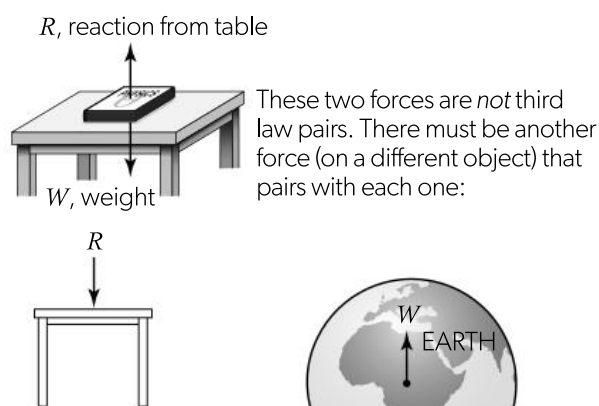 R, reaction from table
PHYSICS
These two forces are not third
law pairs. There must be another
force (on a different object) that
pairs with each one:
W, weight
R
W
EARTH